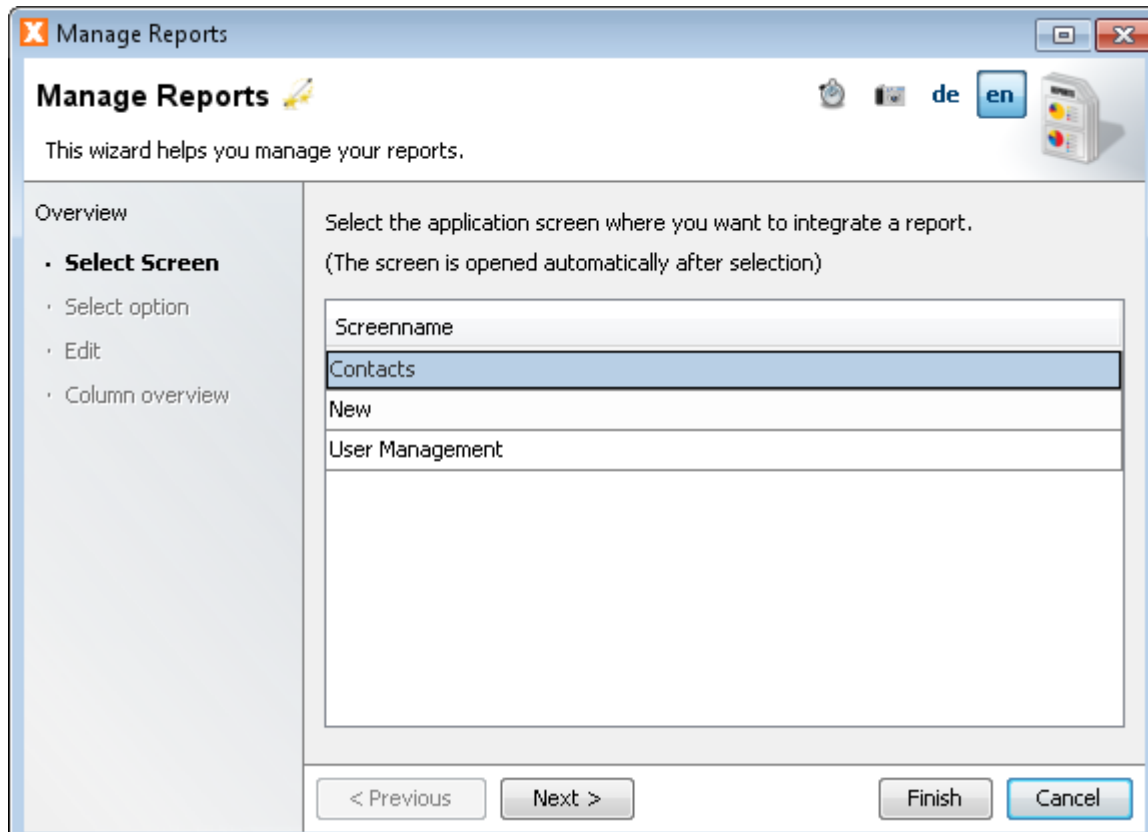 Manage Reports
Manage Reports
de en
This wizard helps you manage your reports.
Overview
· Select Screen
· Select option
· Edit
· Column overview
Select the application screen where you want to integrate a report.
(The screen is opened automatically after selection)
Screenname
Contacts
New
User Management
< Previous Next > Finish Cancel